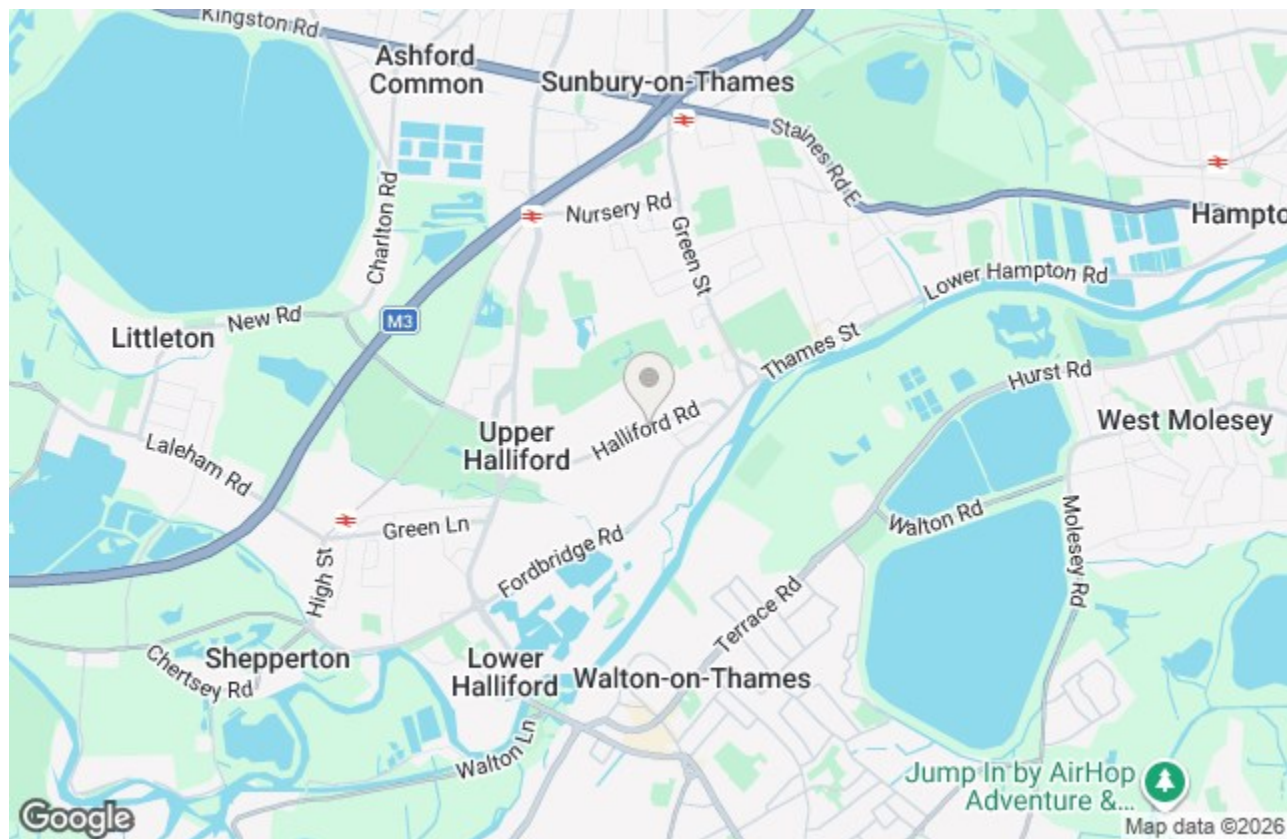 Kingston Rd
Ashford
Common
Sunbury-on-Thames
Staines Rd E
Charlton Rd
Nursery Rd
Green St
Hampto
Lower Hampton Rd
M3
New Rd
Littleton
Thames St
Hurst Rd
Halliford Rd
West Molesey
Upper
Halliford
Laleham Rd
Green Ln
Walton Rd
Molesey Rd
High St
Fordbridge Rd
Terrace Rd
Shepperton
Chertsey Rd
Lower
Halliford
Walton-on-Thames
Walton Ln
Jump In by AirHop
Adventure &...
Google
Map data ©2026